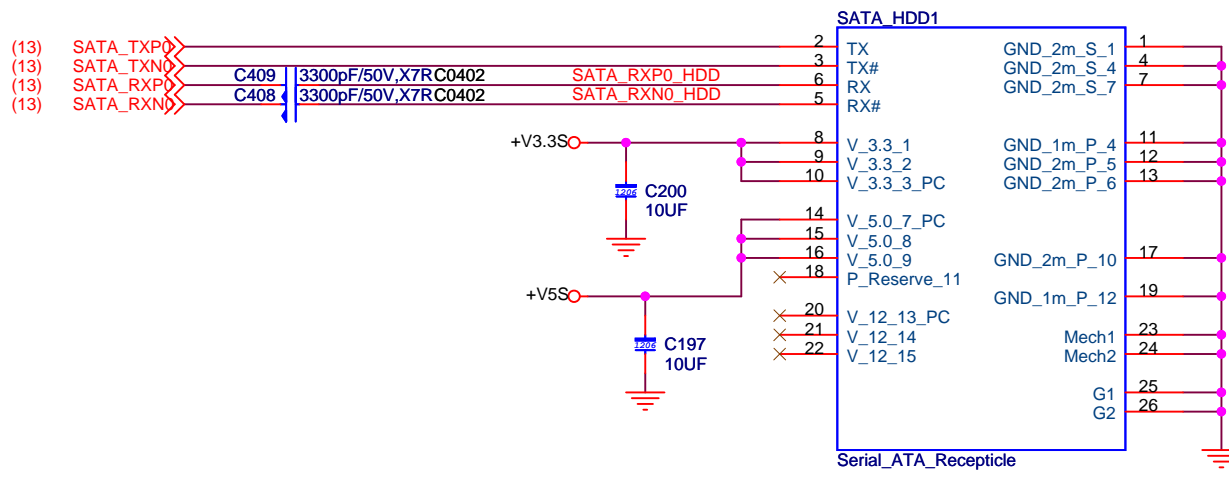 SATA_HDD1
(13) SATA_TXP0 2 TX GND_2m_S_1 1
(13) SATA_TXN0 3 TX# GND_2m_S_4 4
(13) SATA_RXP0 C409 3300pF/50V,X7R C0402 SATA_RXP0_HDD 6 RX GND_2m_S_7 7
(13) SATA_RXN0 C408 3300pF/50V,X7R C0402 SATA_RXN0_HDD 5 RX#
+V3.3S 8 V_3.3_1 GND_1m_P_4 11
9 V_3.3_2 GND_2m_P_5 12
10 V_3.3_3_PC GND_2m_P_6 13
1206 C200
10UF
14 V_5.0_7_PC
15 V_5.0_8
16 V_5.0_9 GND_2m_P_10 17
18 P_Reserve_11
+V5S GND_1m_P_12 19
20 V_12_13_PC
21 V_12_14 Mech1 23
22 V_12_15 Mech2 24
1206 C197
10UF
G1 25
G2 26
Serial_ATA_Recepticle